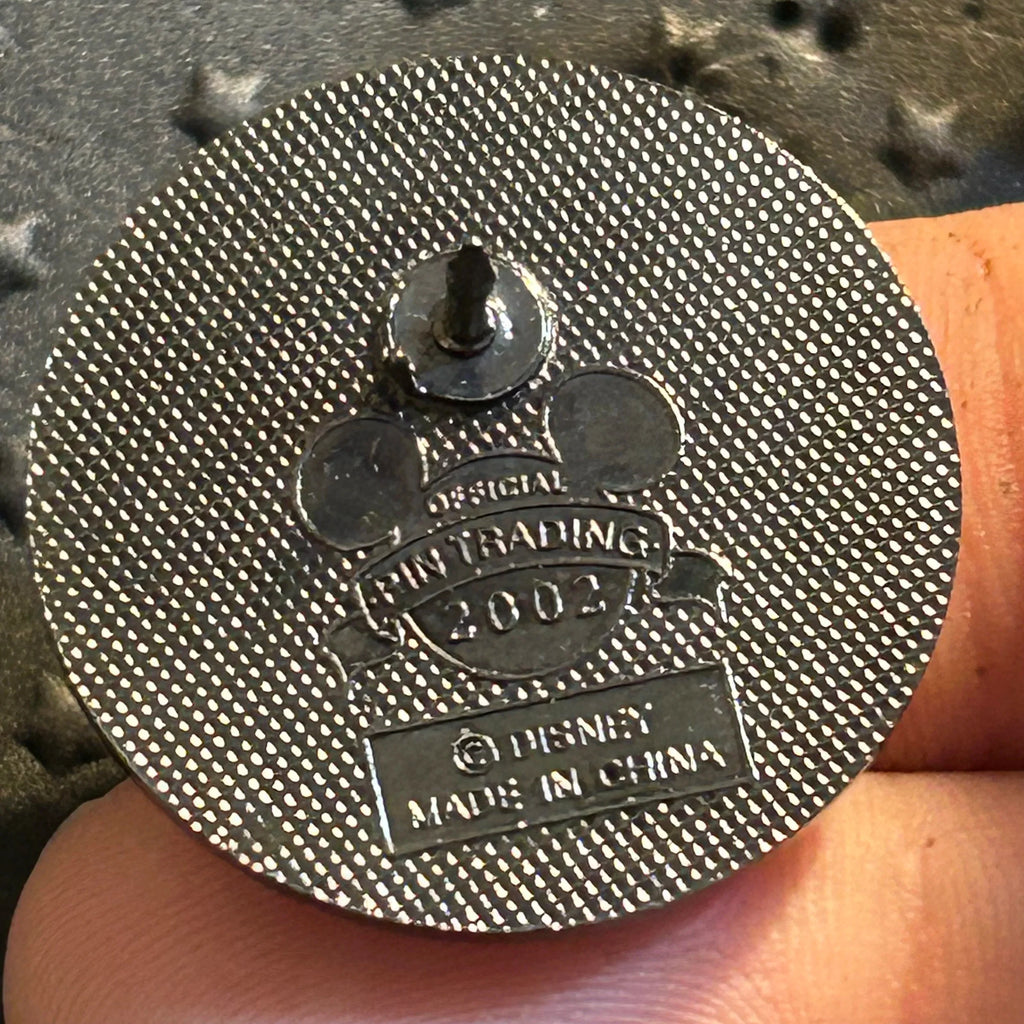 OFFICIAL
PIN TRADING
2002
© DISNEY
MADE IN CHINA